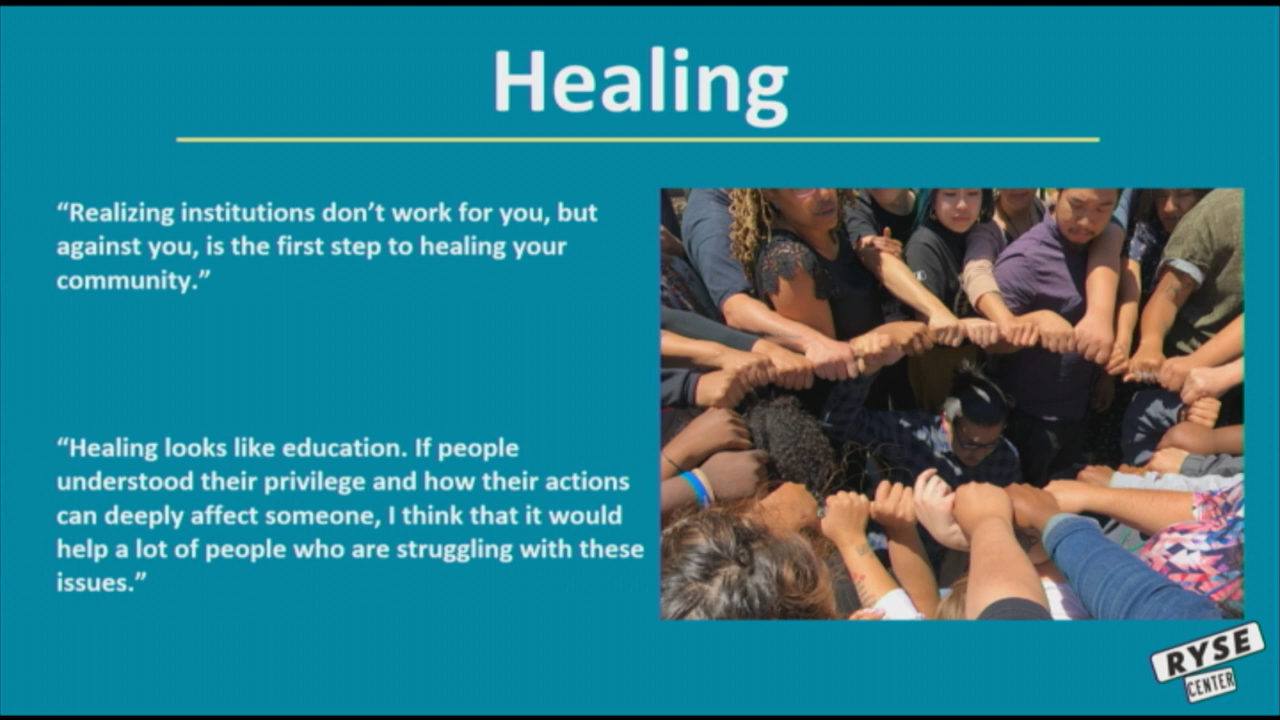 Healing
“Realizing institutions don’t work for you, but
against you, is the first step to healing your
community.”
“Healing looks like education. If people
understood their privilege and how their actions
can deeply affect someone, I think that it would
help a lot of people who are struggling with these
issues.”
RYSE
CENTER